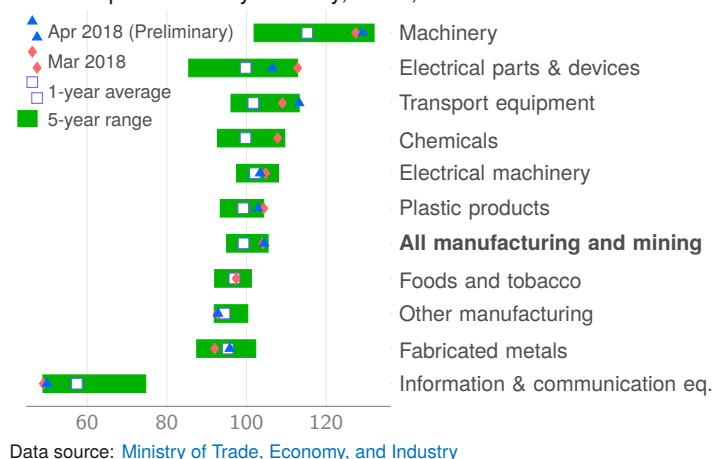 Apr 2018 (Preliminary)
Mar 2018
1-year average
5-year range
Machinery
Electrical parts & devices
Transport equipment
Chemicals
Electrical machinery
Plastic products
All manufacturing and mining
Foods and tobacco
Other manufacturing
Fabricated metals
Information & communication eq.
60 80 100 120
Data source: Ministry of Trade, Economy, and Industry